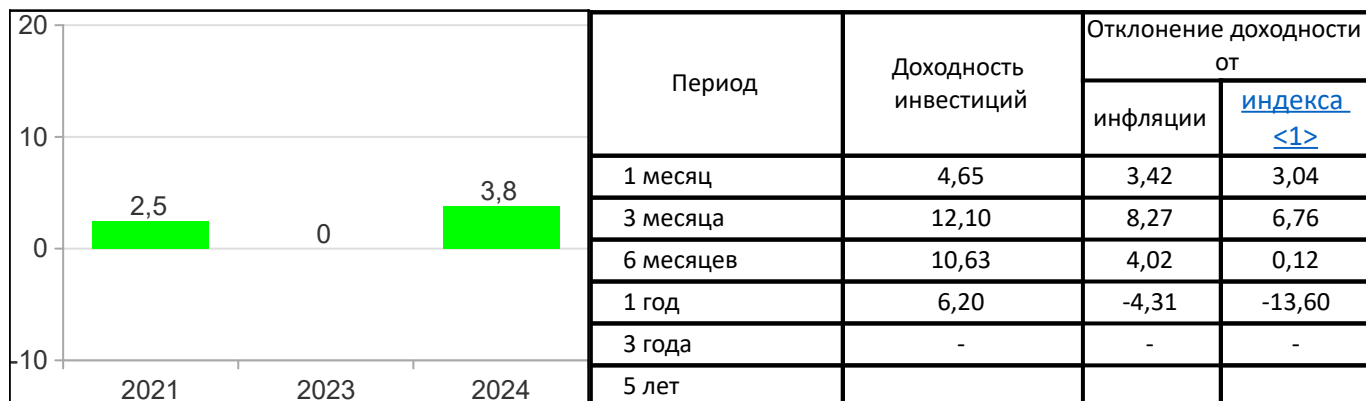 20
10
0
-10
2,5
0
3,8
2021 2023 2024
Период
Доходность
инвестиций
Отклонение доходности
от
инфляции
индекса
<1>
1 месяц 4,65 3,42 3,04
3 месяца 12,10 8,27 6,76
6 месяцев 10,63 4,02 0,12
1 год 6,20 -4,31 -13,60
3 года - - -
5 лет